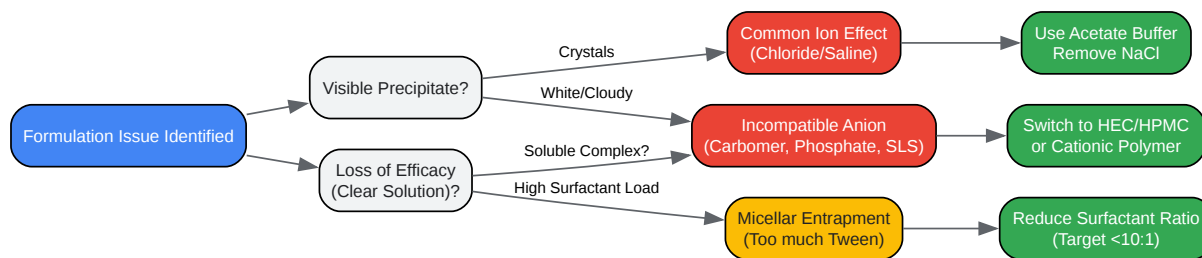 Formulation Issue Identified
Visible Precipitate?
Loss of Efficacy
(Clear Solution)?
Crystals
White/Cloudy
Soluble Complex?
High Surfactant Load
Common Ion Effect
(Chloride/Saline)
Incompatible Anion
(Carbomer, Phosphate, SLS)
Micellar Entrapment
(Too much Tween)
Use Acetate Buffer
Remove NaCl
Switch to HEC/HPMC
or Cationic Polymer
Reduce Surfactant Ratio
(Target <10:1)